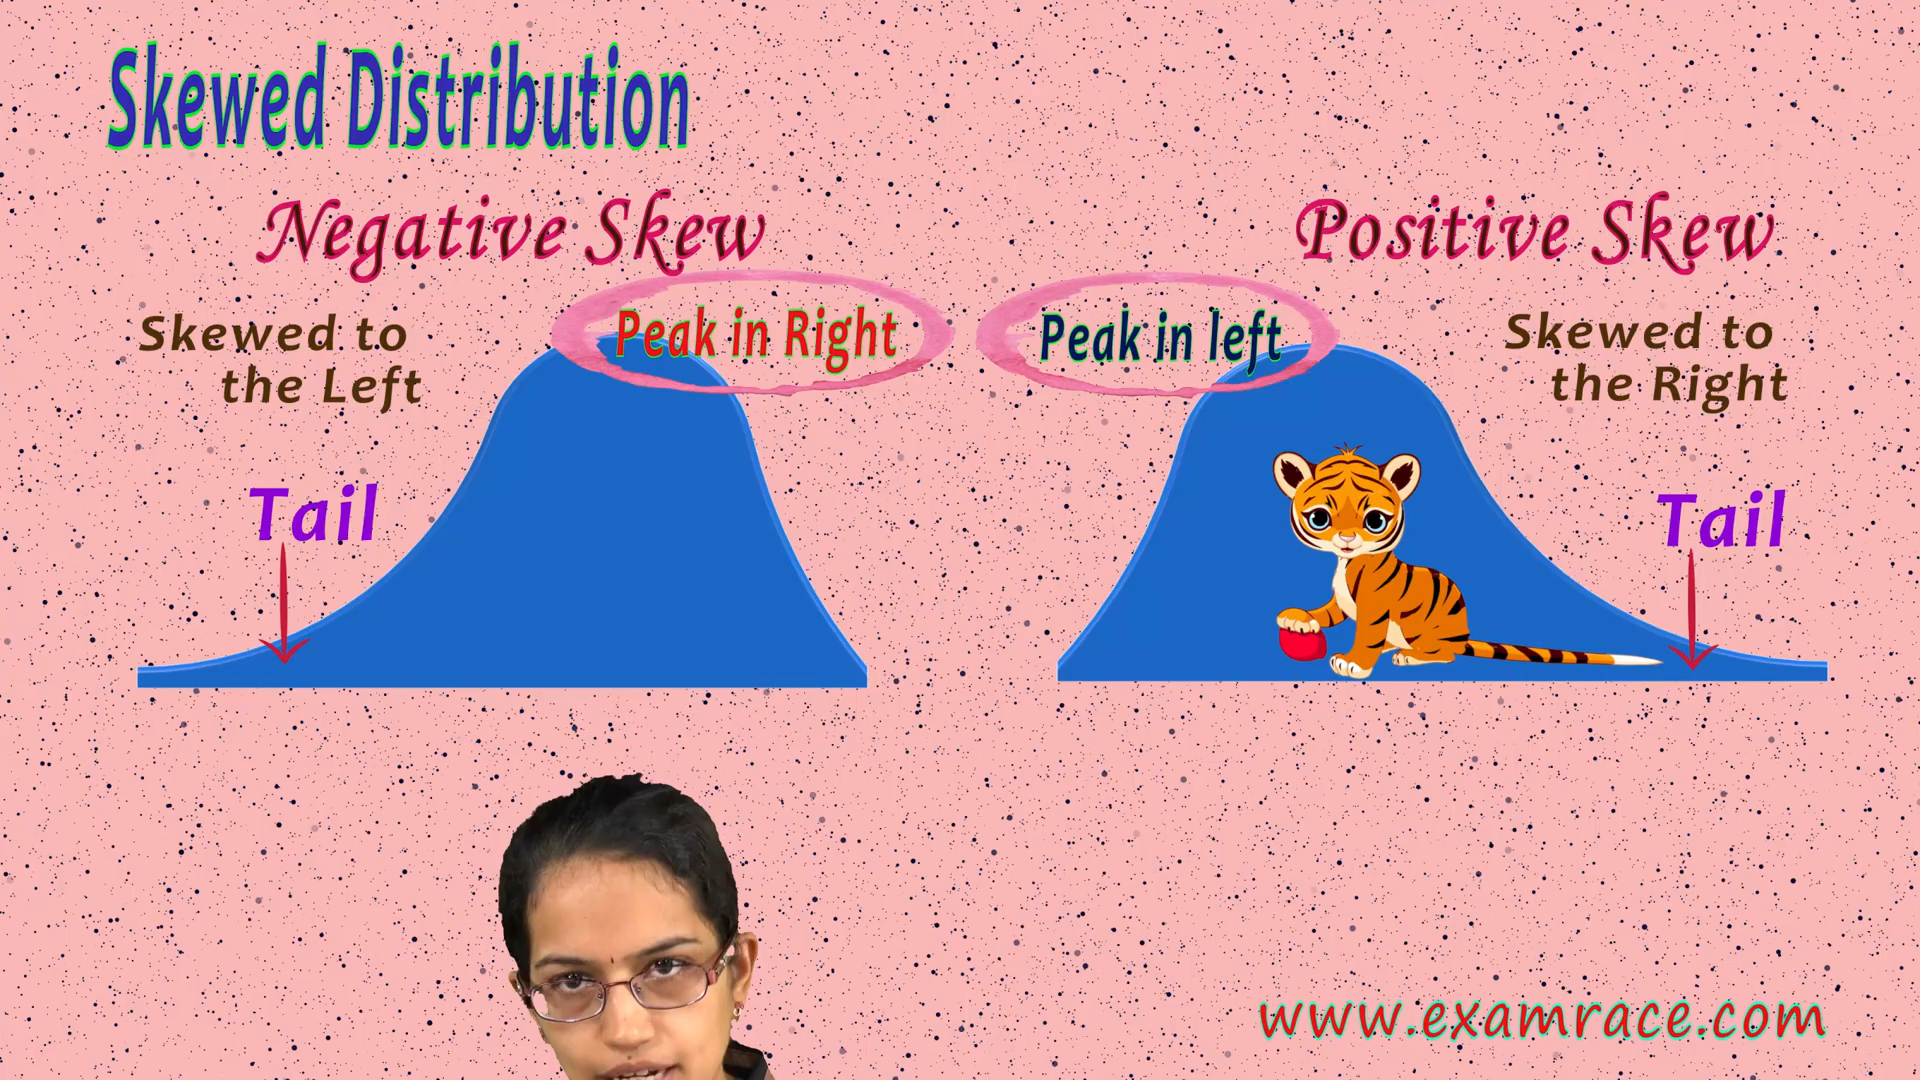 Skewed Distribution
Negative Skew
Positive Skew
Skewed to
the Left
Peak in Right
Peak in left
Skewed to
the Right
Tail
Tail
www.examrace.com